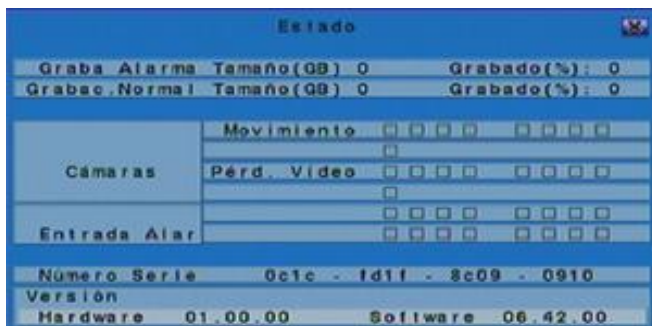 Estado
Graba Alarma Tamaño(GB) 0 Grabado(%): 0
Grabac.Normal Tamaño(GB) 0 Grabado(%): 0
Movimiento
Cámaras Pérd. Vídeo
Entrada Alar
Número Serie 0c1c - fd1f - 8c09 - 0910
Versión
Hardware 01.00.00 Software 06.42.00